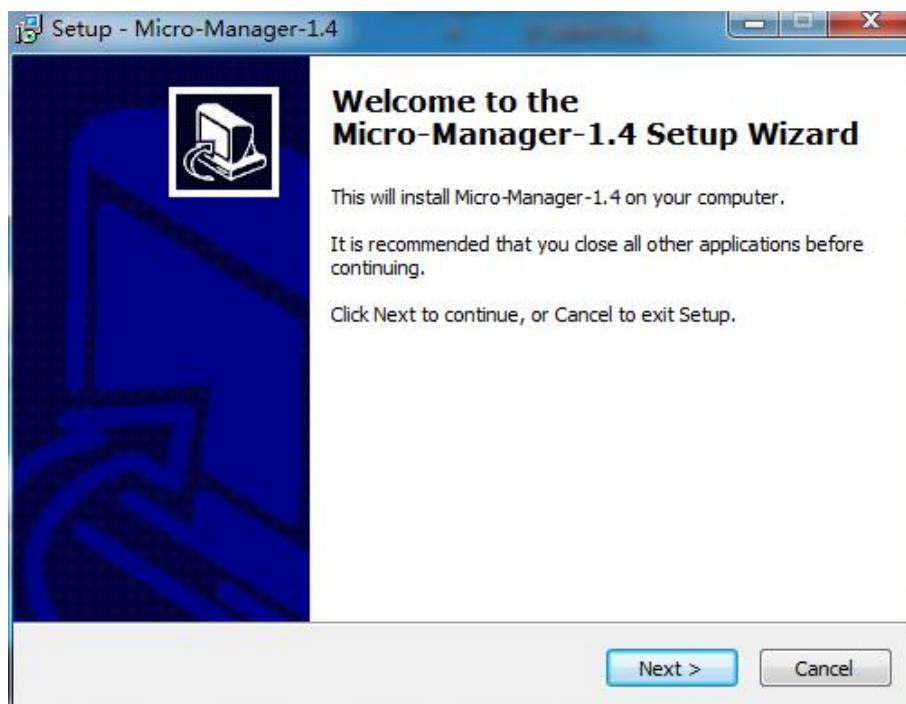 Setup - Micro-Manager-1.4
Welcome to the
Micro-Manager-1.4 Setup Wizard
This will install Micro-Manager-1.4 on your computer.
It is recommended that you close all other applications before
continuing.
Click Next to continue, or Cancel to exit Setup.
Next >
Cancel